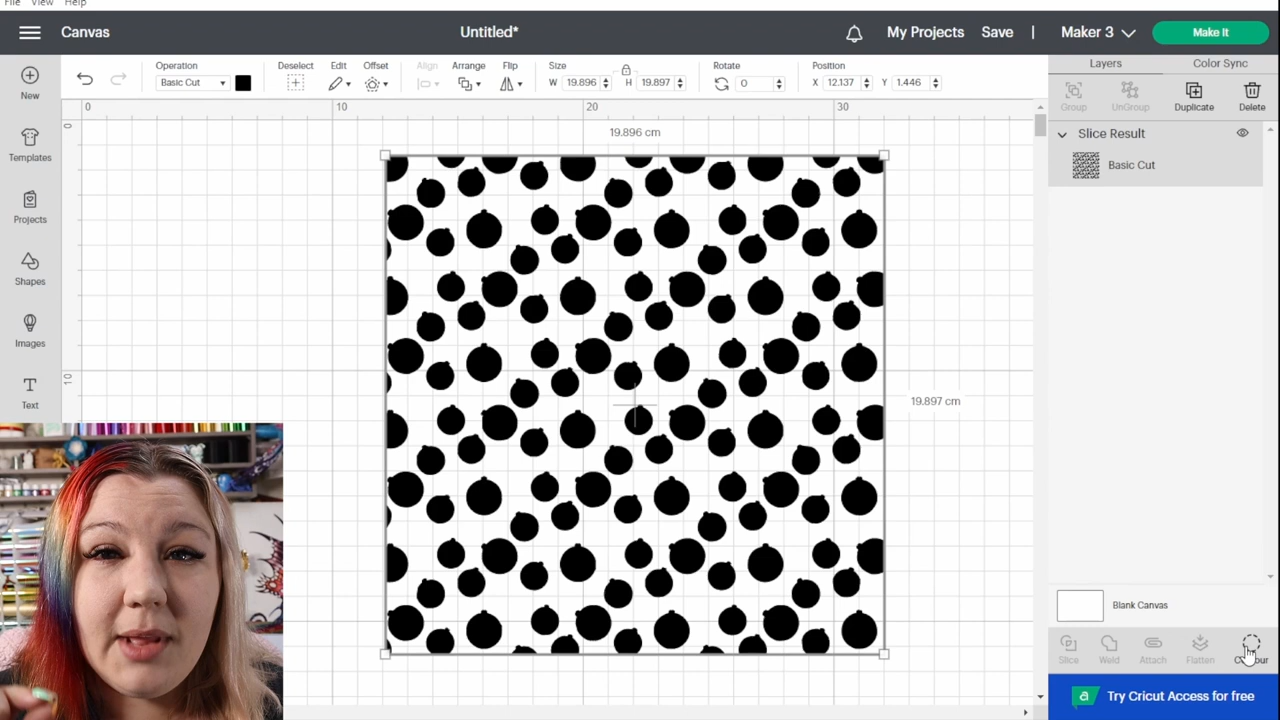 File View Help
Canvas
Untitled*
My Projects Save | Maker 3 Make It
New
Templates
Projects
Shapes
Images
Text
Operation
Basic Cut
Deselect
Edit
Offset
Align
Arrange
Flip
Size
W 19.896 H 19.897
Rotate
0
Position
X 12.137 Y 1.446
0 10 20 30
0
10
19.896 cm
19.897 cm
Layers Color Sync
Group UnGroup Duplicate Delete
Slice Result
Basic Cut
Blank Canvas
Slice Weld Attach Flatten Contour
a Try Cricut Access for free